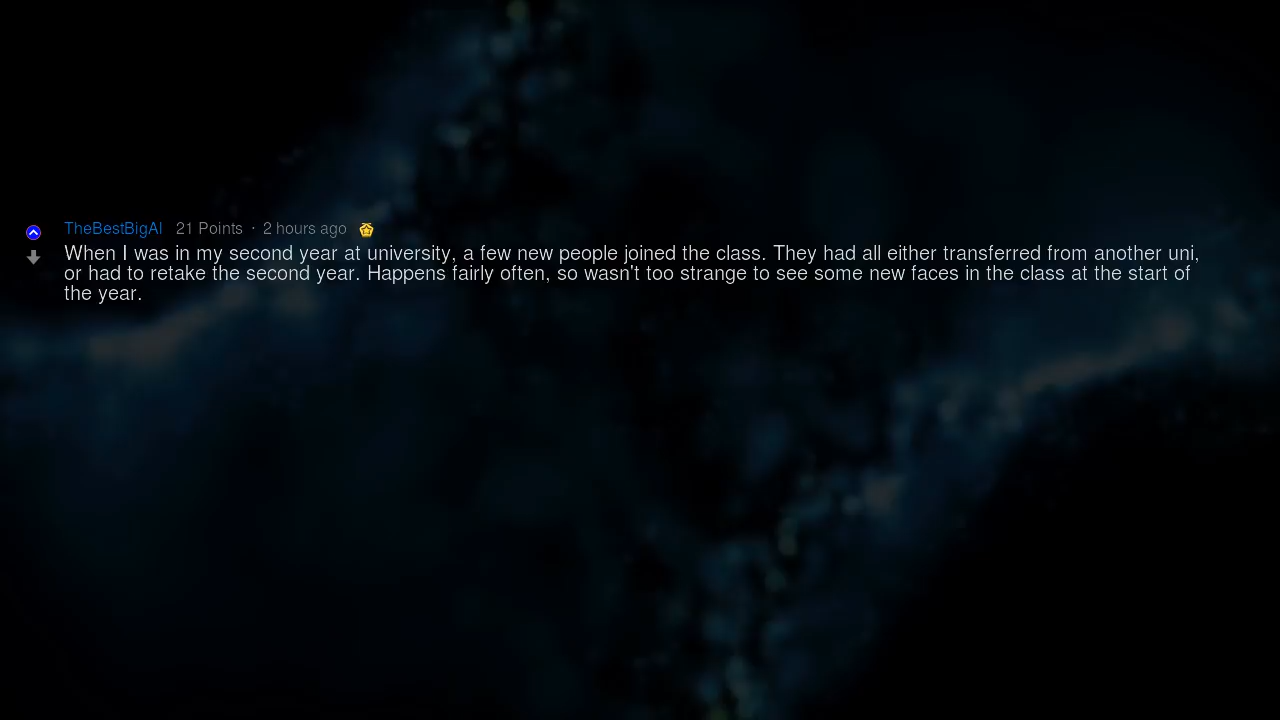 TheBestBigAl 21 Points · 2 hours ago
When I was in my second year at university, a few new people joined the class. They had all either transferred from another uni,
or had to retake the second year. Happens fairly often, so wasn't too strange to see some new faces in the class at the start of
the year.